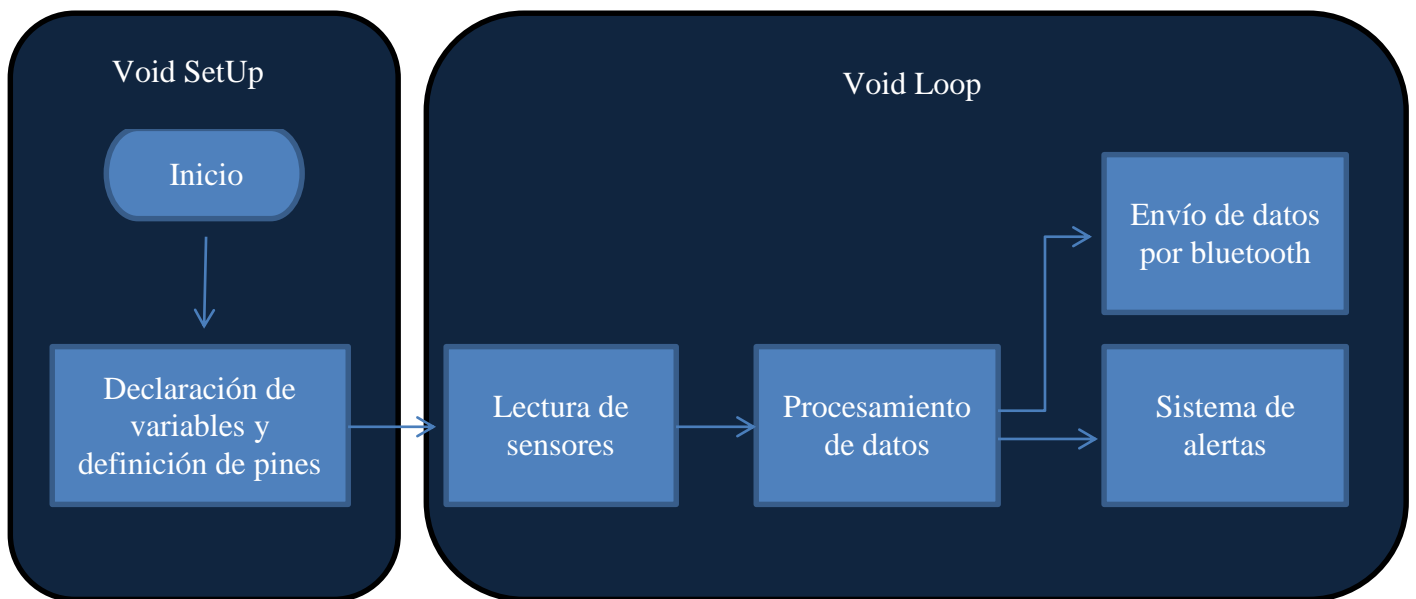 Void SetUp
Inicio
Declaración de
variables y
definición de pines
Void Loop
Lectura de
sensores
Procesamiento
de datos
Envío de datos
por bluetooth
Sistema de
alertas